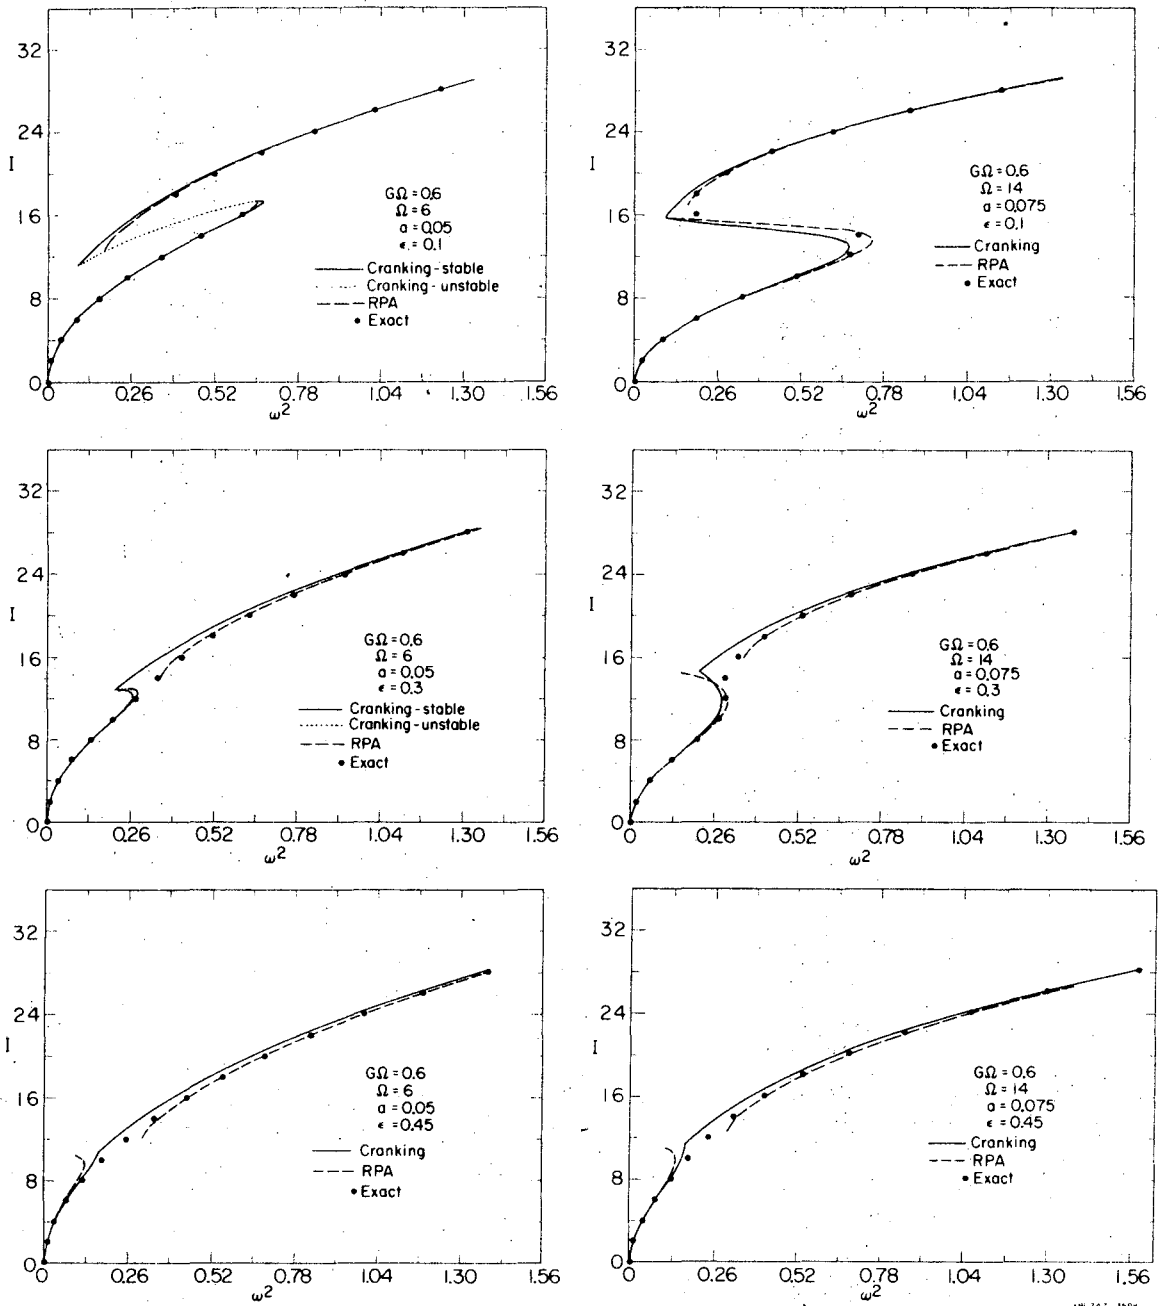 32
24
I
16
8
0
0 0.26 0.52 0.78 1.04 1.30 1.56
ω²
GΩ = 0.6
Ω = 6
a = 0.05
ϵ = 0.1
Cranking-stable
Cranking-unstable
RPA
Exact
32
24
I
16
8
0
0 0.26 0.52 0.78 1.04 1.30 1.56
ω²
GΩ = 0.6
Ω = 14
a = 0.075
ϵ = 0.1
Cranking
RPA
Exact
32
24
I
16
8
0
0 0.26 0.52 0.78 1.04 1.30 1.56
ω²
GΩ = 0.6
Ω = 6
a = 0.05
ϵ = 0.3
Cranking-stable
Cranking-unstable
RPA
Exact
32
24
I
16
8
0
0 0.26 0.52 0.78 1.04 1.30 1.56
ω²
GΩ = 0.6
Ω = 14
a = 0.075
ϵ = 0.3
Cranking
RPA
Exact
32
24
I
16
8
0
0 0.26 0.52 0.78 1.04 1.30 1.56
ω²
GΩ = 0.6
Ω = 6
a = 0.05
ϵ = 0.45
Cranking
RPA
Exact
32
24
I
16
8
0
0 0.26 0.52 0.78 1.04 1.30 1.56
ω²
GΩ = 0.6
Ω = 14
a = 0.075
ϵ = 0.45
Cranking
RPA
Exact